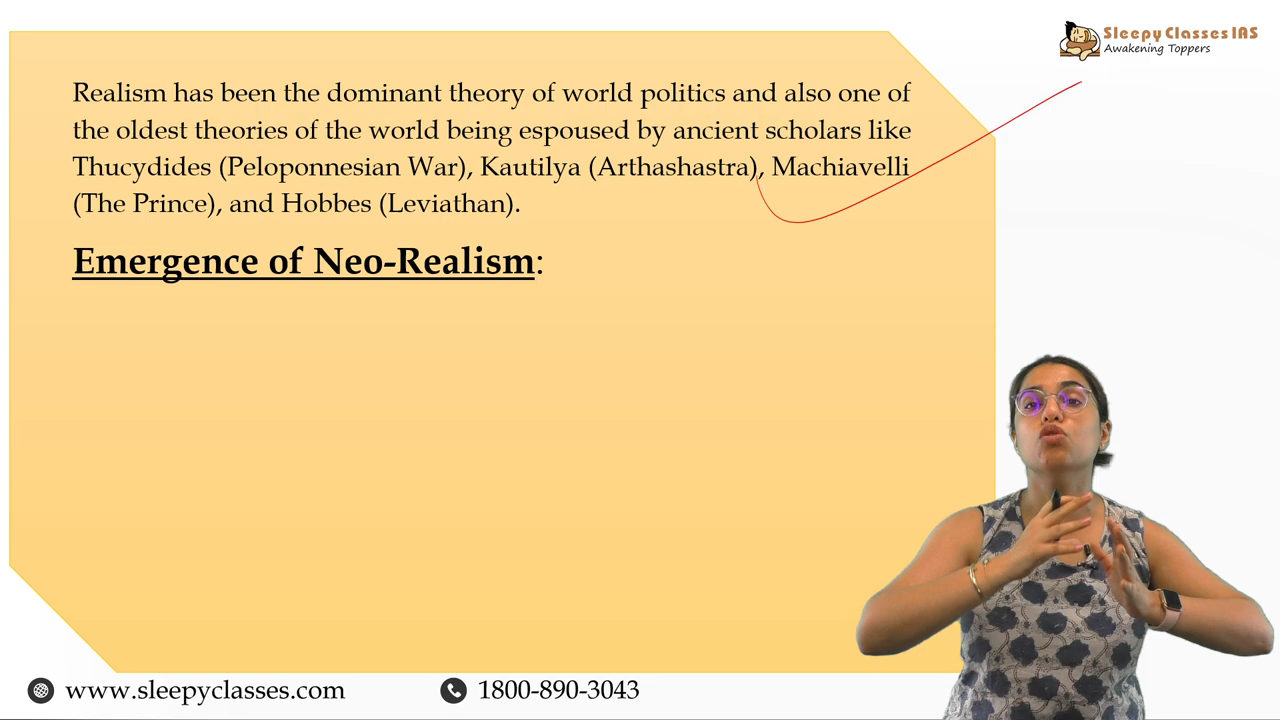 Sleepy Classes IAS
Awakening Toppers
Realism has been the dominant theory of world politics and also one of
the oldest theories of the world being espoused by ancient scholars like
Thucydides (Peloponnesian War), Kautilya (Arthashastra), Machiavelli
(The Prince), and Hobbes (Leviathan).
Emergence of Neo-Realism:
www.sleepyclasses.com
1800-890-3043